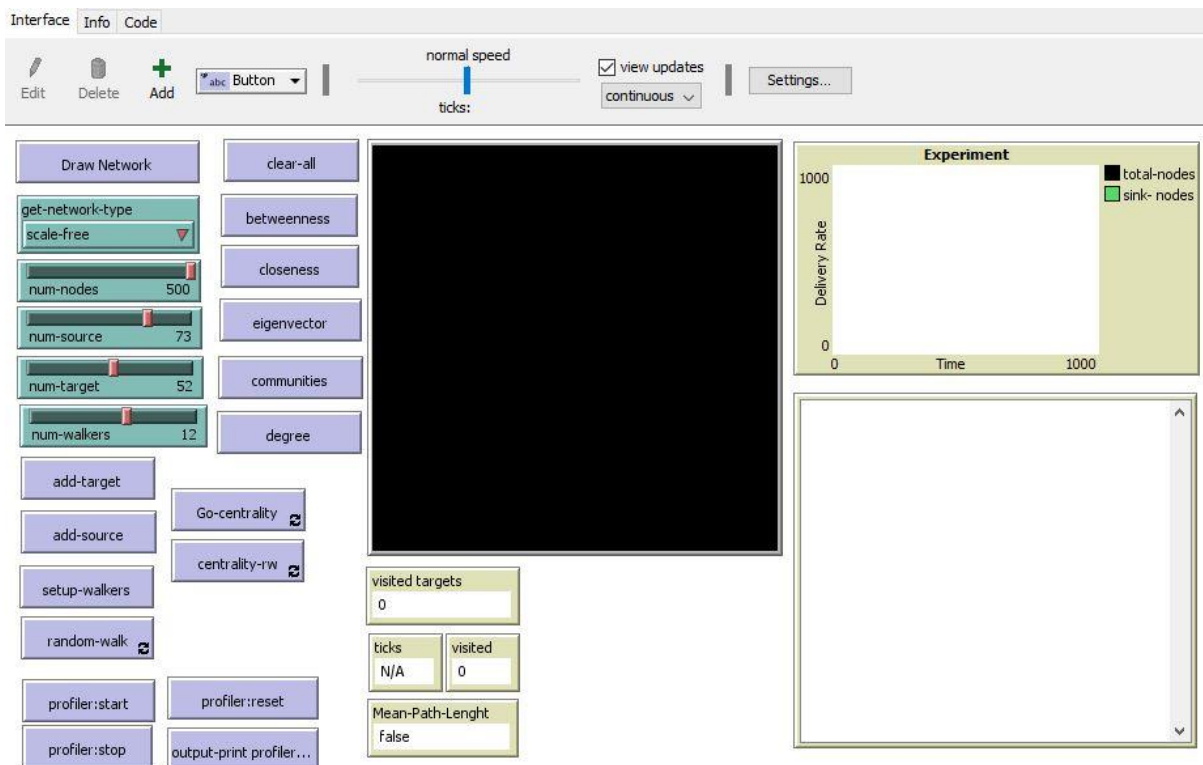 Interface Info Code
Edit Delete Add abc Button normal speed ticks: view updates continuous Settings...
Draw Network
get-network-type
scale-free
num-nodes 500
num-source 73
num-target 52
num-walkers 12
add-target
add-source
setup-walkers
random-walk
profiler:start
profiler:stop
clear-all
betweenness
closeness
eigenvector
communities
degree
Go-centrality
centrality-rw
profiler:reset
output-print profiler...
visited targets
0
ticks
N/A
visited
0
Mean-Path-Lenght
false
Experiment
1000
Delivery Rate
0
0 Time 1000
total-nodes
sink- nodes